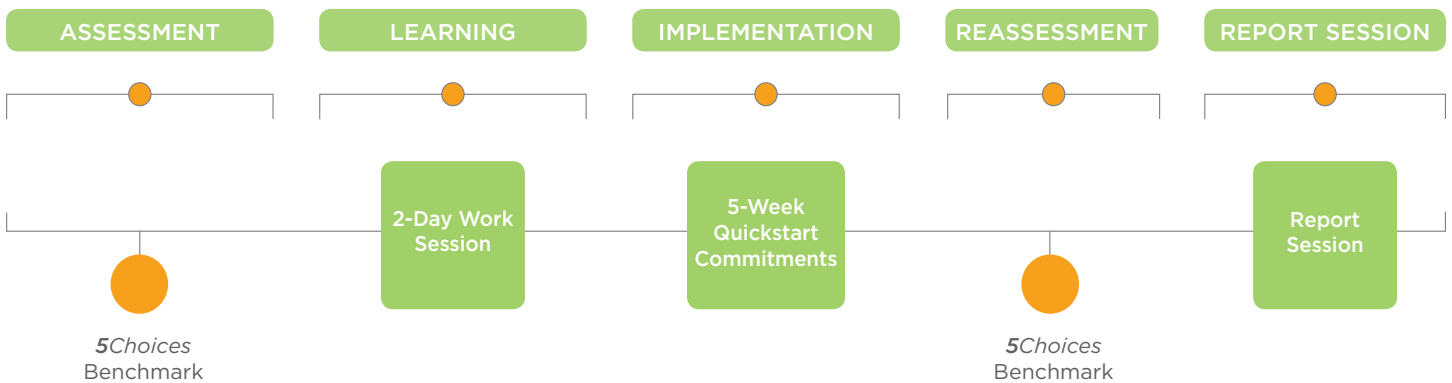 ASSESSMENT
LEARNING
IMPLEMENTATION
REASSESSMENT
REPORT SESSION
2-Day Work
Session
5-Week
Quickstart
Commitments
Report
Session
5Choices
Benchmark
5Choices
Benchmark